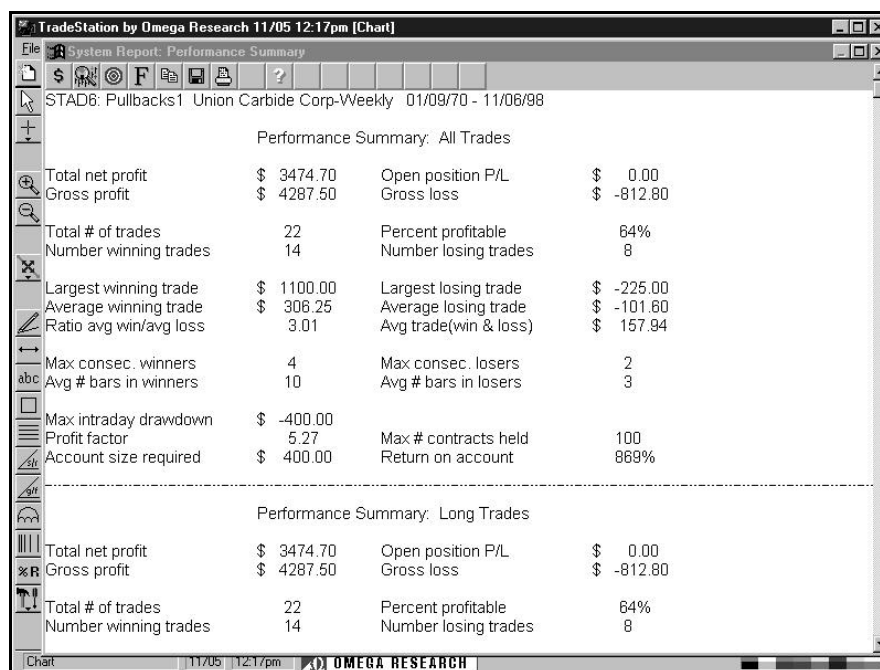 TradeStation by Omega Research 11/05 12:17pm [Chart]
File System Report: Performance Summary
$ F ?
STAD6: Pullbacks1 Union Carbide Corp-Weekly 01/09/70 - 11/06/98
Performance Summary: All Trades
Total net profit $ 3474.70 Open position P/L $ 0.00
Gross profit $ 4287.50 Gross loss $ -812.80
Total # of trades 22 Percent profitable 64%
Number winning trades 14 Number losing trades 8
Largest winning trade $ 1100.00 Largest losing trade $ -225.00
Average winning trade $ 306.25 Average losing trade $ -101.60
Ratio avg win/avg loss 3.01 Avg trade(win & loss) $ 157.94
Max consec. winners 4 Max consec. losers 2
abc Avg # bars in winners 10 Avg # bars in losers 3
Max intraday drawdown $ -400.00
Profit factor 5.27 Max # contracts held 100
s/r Account size required $ 400.00 Return on account 869%
g/f
Performance Summary: Long Trades
Total net profit $ 3474.70 Open position P/L $ 0.00
%R Gross profit $ 4287.50 Gross loss $ -812.80
Total # of trades 22 Percent profitable 64%
Number winning trades 14 Number losing trades 8
Chart 11/05 12:17pm OMEGA RESEARCH